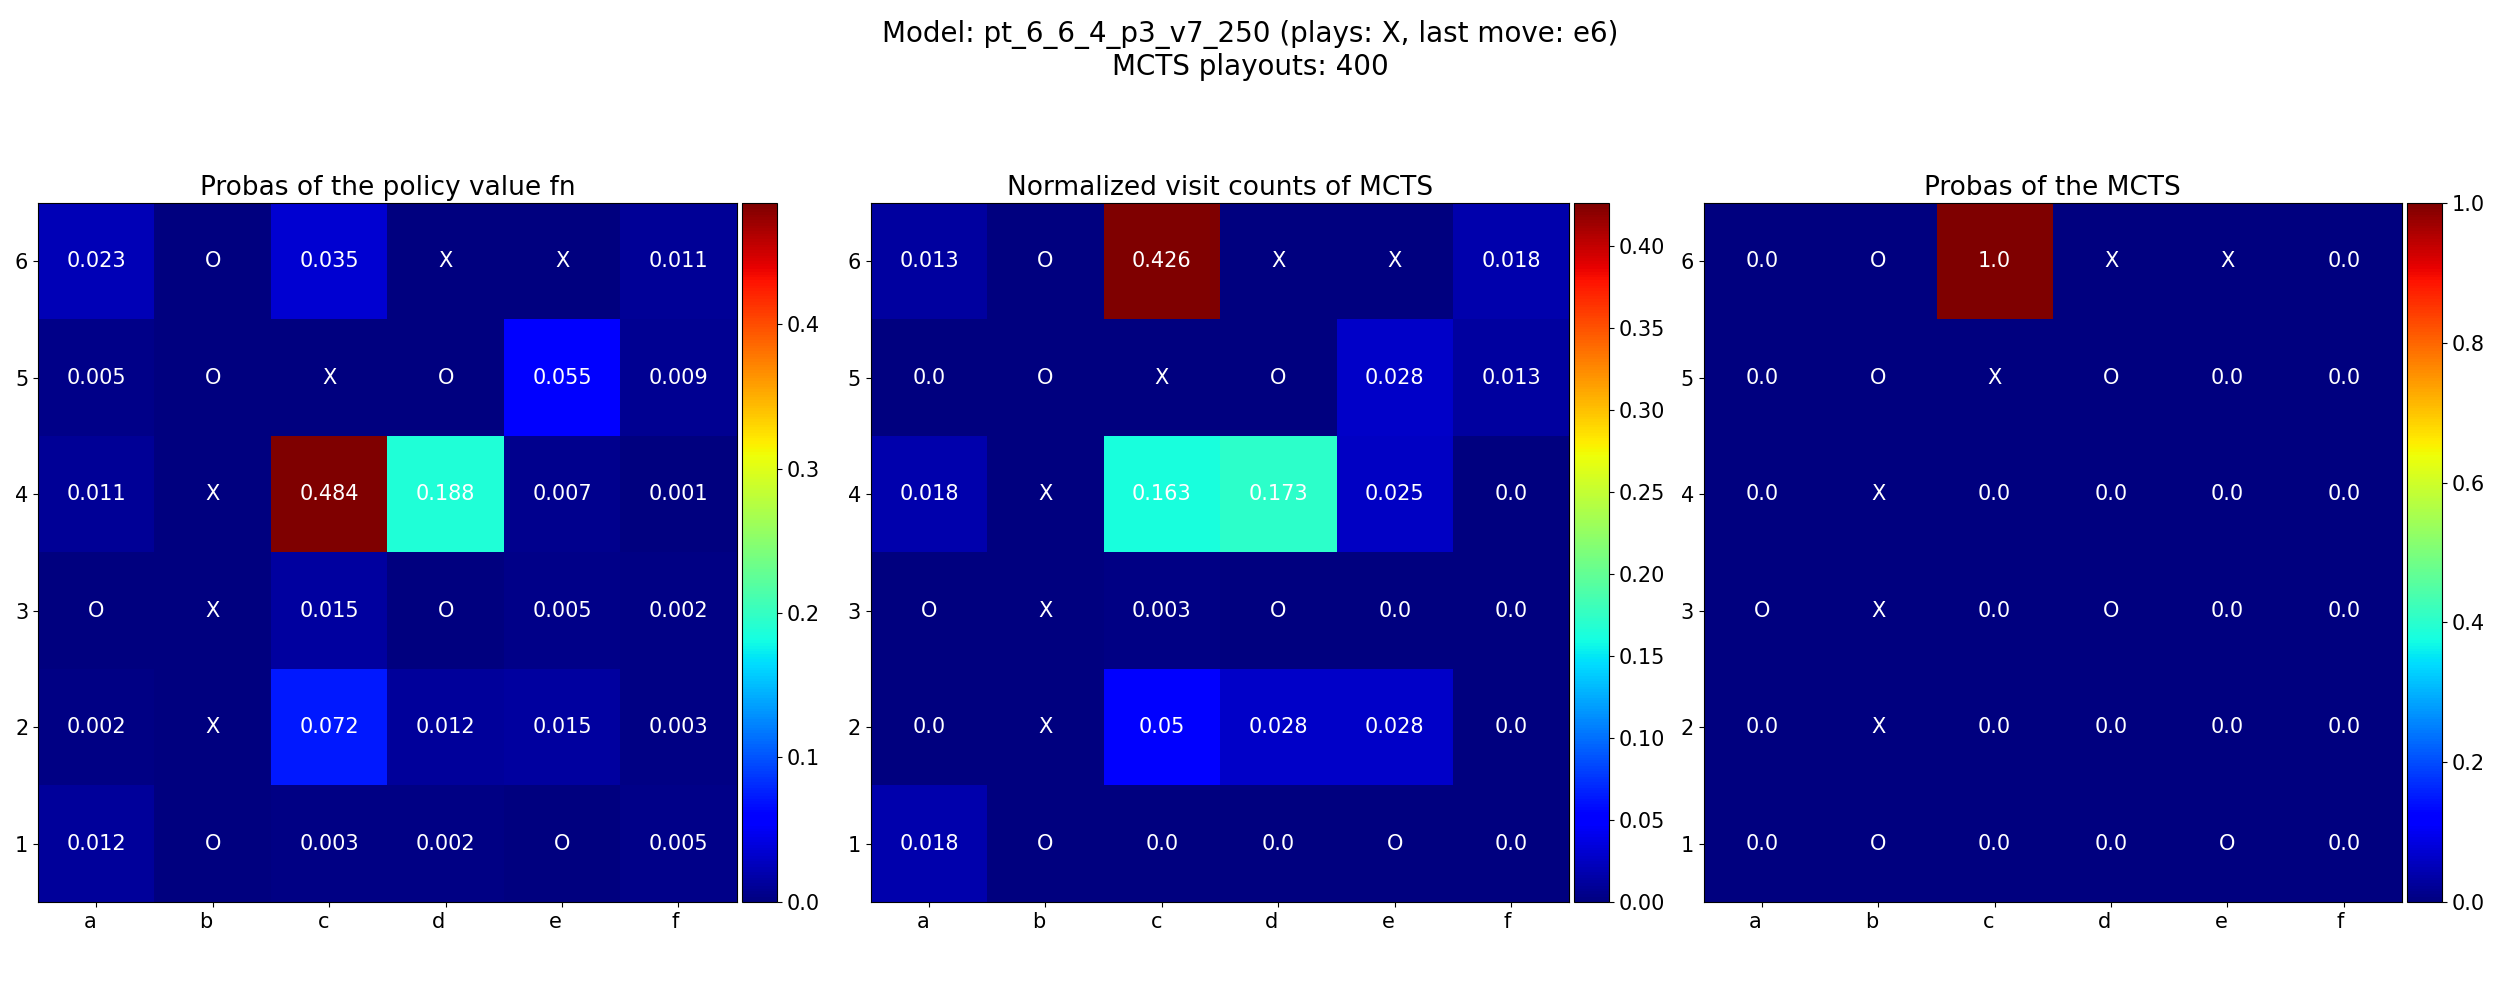 Model: pt_6_6_4_p3_v7_250 (plays: X, last move: e6)
MCTS playouts: 400
Probas of the policy value fn
6 0.023 O 0.035 X X 0.011
5 0.005 O X O 0.055 0.009
4 0.011 X 0.484 0.188 0.007 0.001
3 O X 0.015 O 0.005 0.002
2 0.002 X 0.072 0.012 0.015 0.003
1 0.012 O 0.003 0.002 O 0.005
a b c d e f
0.4
0.3
0.2
0.1
0.0
Normalized visit counts of MCTS
6 0.013 O 0.426 X X 0.018
5 0.0 O X O 0.028 0.013
4 0.018 X 0.163 0.173 0.025 0.0
3 O X 0.003 O 0.0 0.0
2 0.0 X 0.05 0.028 0.028 0.0
1 0.018 O 0.0 0.0 O 0.0
a b c d e f
0.40
0.35
0.30
0.25
0.20
0.15
0.10
0.05
0.00
Probas of the MCTS
6 0.0 O 1.0 X X 0.0
5 0.0 O X O 0.0 0.0
4 0.0 X 0.0 0.0 0.0 0.0
3 O X 0.0 O 0.0 0.0
2 0.0 X 0.0 0.0 0.0 0.0
1 0.0 O 0.0 0.0 O 0.0
a b c d e f
1.0
0.8
0.6
0.4
0.2
0.0